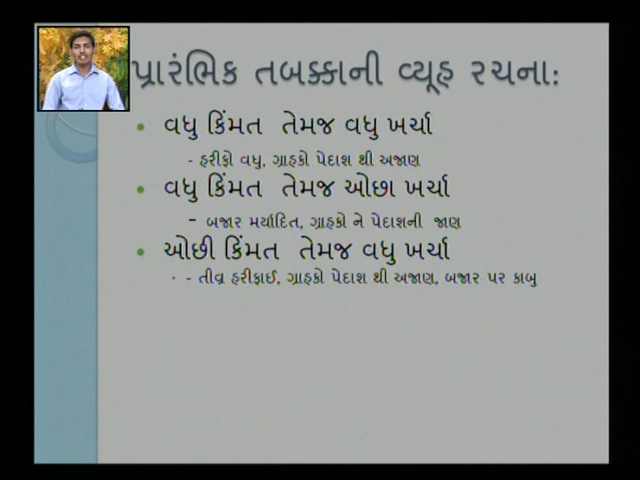 પ્રારંભિક તબક્કાની વ્યૂહ રચના:
• વધુ કિંમત તેમજ વધુ ખર્ચા
- હરીફો વધુ, ગ્રાહકો પેદાશ થી અજાણ
• વધુ કિંમત તેમજ ઓછા ખર્ચા
- બજાર મર્યાદિત, ગ્રાહકો ને પેદાશની જાણ
• ઓછી કિંમત તેમજ વધુ ખર્ચા
· - તીવ્ર હરીફાઈ, ગ્રાહકો પેદાશ થી અજાણ, બજાર પર કાબુ